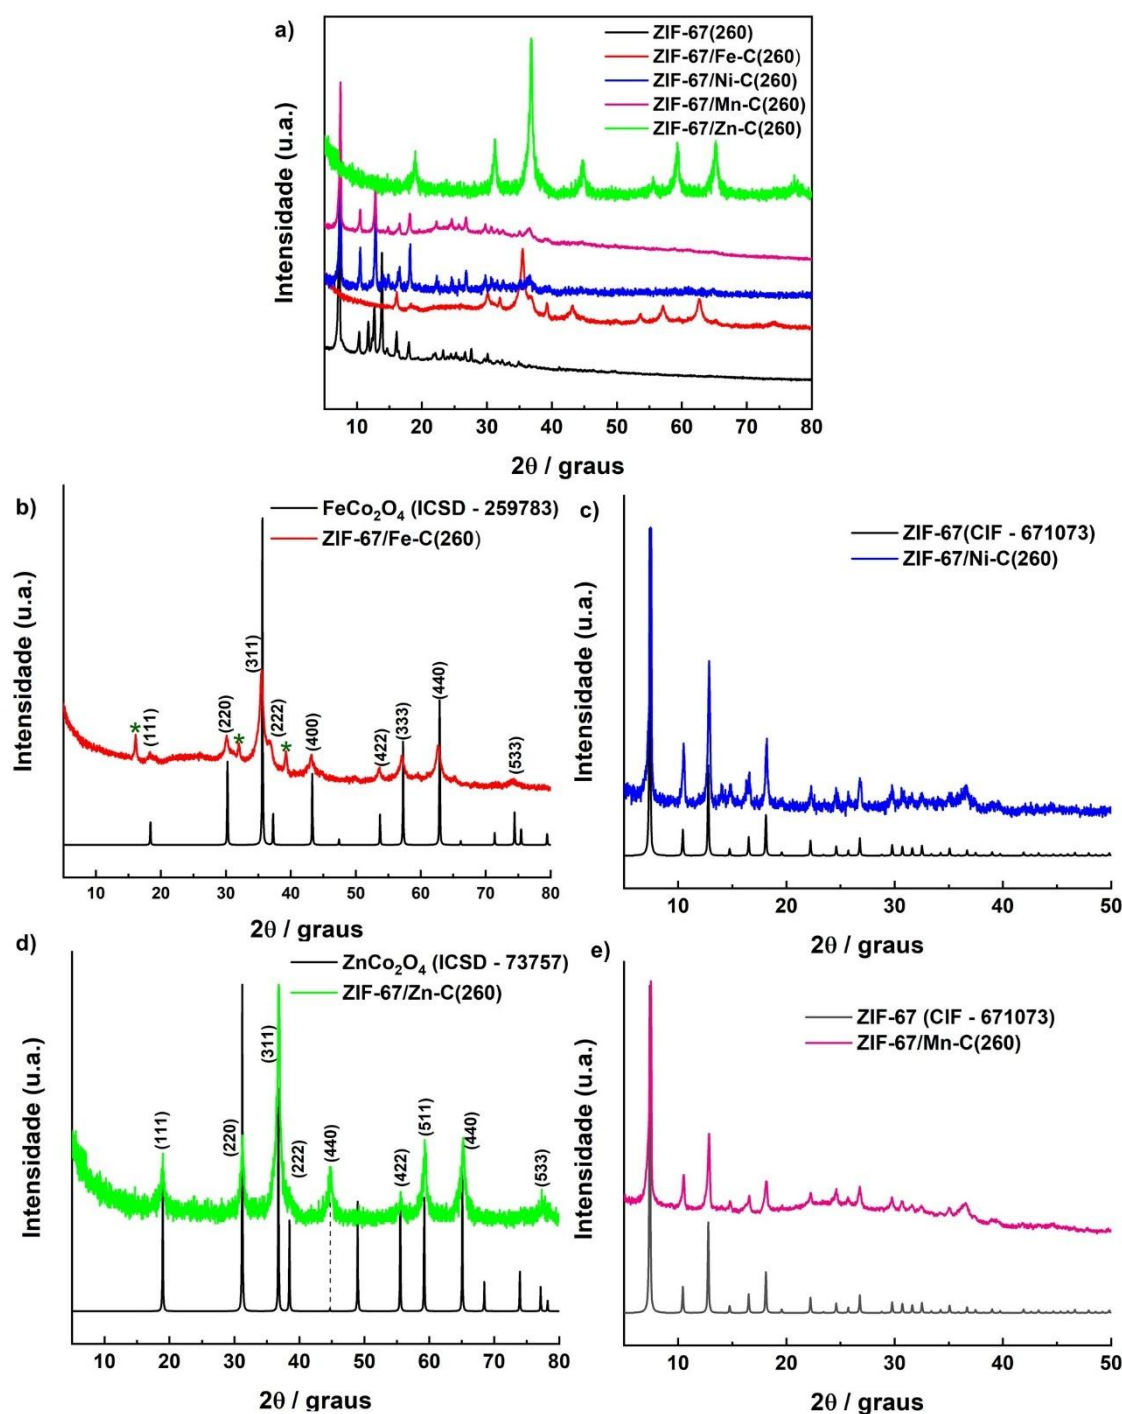 a)
ZIF-67(260)
ZIF-67/Fe-C(260)
ZIF-67/Ni-C(260)
ZIF-67/Mn-C(260)
ZIF-67/Zn-C(260)
Intensidade (u.a.)
10 20 30 40 50 60 70 80
2θ / graus
b)
FeCo₂O₄ (ICSD - 259783)
ZIF-67/Fe-C(260)
Intensidade (u.a.)
* (111) (220) * (311) (222) * (400) (422) (333) (440) (533)
10 20 30 40 50 60 70 80
2θ / graus
c)
ZIF-67(CIF - 671073)
ZIF-67/Ni-C(260)
Intensidade (u.a.)
10 20 30 40 50
2θ / graus
d)
ZnCo₂O₄ (ICSD - 73757)
ZIF-67/Zn-C(260)
Intensidade (u.a.)
(111) (220) (311) (222) (440) (422) (511) (440) (533)
10 20 30 40 50 60 70 80
2θ / graus
e)
ZIF-67 (CIF - 671073)
ZIF-67/Mn-C(260)
Intensidade (u.a.)
10 20 30 40 50
2θ / graus